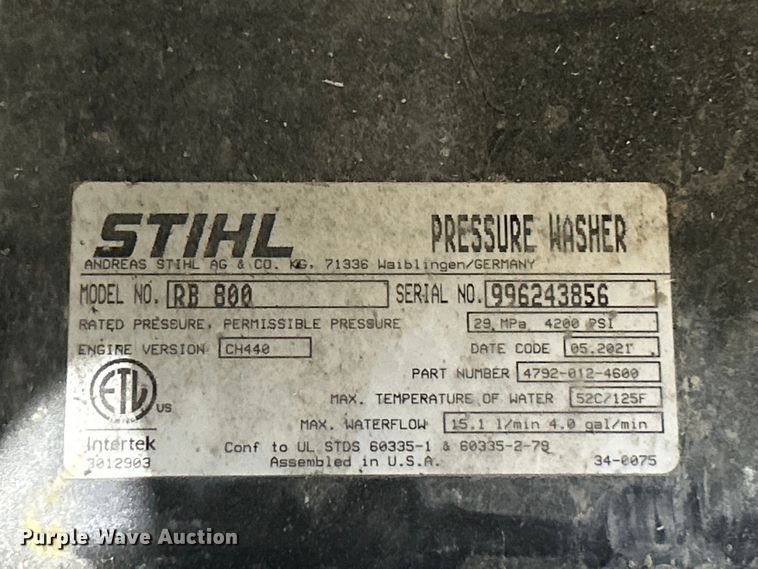 STIHL PRESSURE WASHER
ANDREAS STIHL AG & CO. KG, 71336 Waiblingen/GERMANY
MODEL NO. RB 800 SERIAL NO. 996243856
RATED PRESSURE, PERMISSIBLE PRESSURE 29 MPa 4200 PSI
ENGINE VERSION CH440 DATE CODE 05.2021
PART NUMBER 4792-012-4600
MAX. TEMPERATURE OF WATER 52C/125F
MAX. WATERFLOW 15.1 l/min 4.0 gal/min
ETL US
Intertek Conf to UL STDS 60335-1 & 60335-2-79
3012903 Assembled in U.S.A. 34-0075
Purple Wave Auction